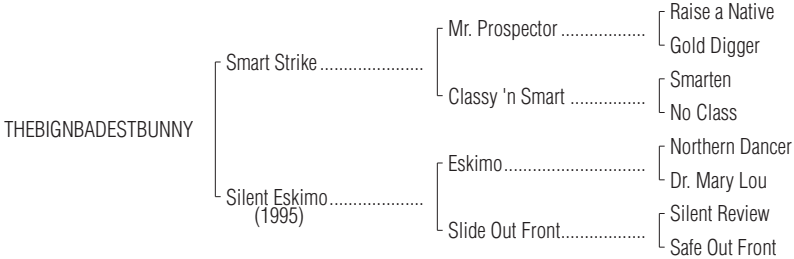 Raise a Native
Mr. Prospector ..................
Gold Digger
Smart Strike ......................
Smarten
Classy 'n Smart ................
No Class
THEBIGNBADESTBUNNY
Northern Dancer
Eskimo..............................
Dr. Mary Lou
Silent Eskimo....................
(1995)
Silent Review
Slide Out Front..................
Safe Out Front